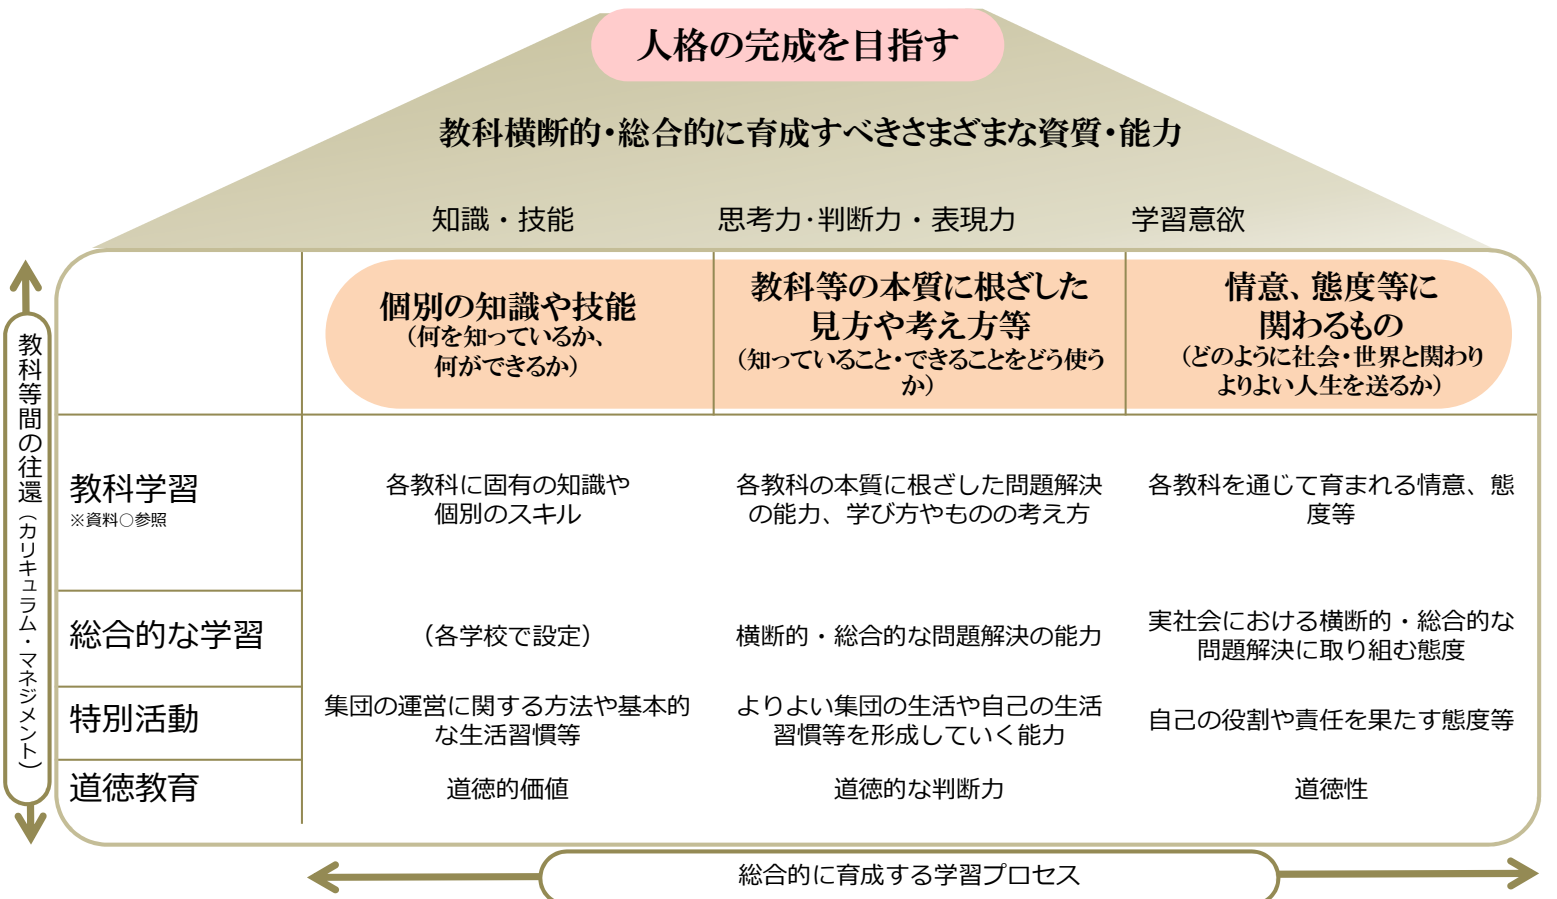 人格の完成を目指す
教科横断的・総合的に育成すべきさまざまな資質・能力
知識・技能
思考力・判断力・表現力
学習意欲
個別の知識や技能
（何を知っているか、
何ができるか）
教科等の本質に根ざした
見方や考え方等
（知っていること・できることをどう使う
か）
情意、態度等に
関わるもの
（どのように社会・世界と関わり
よりよい人生を送るか）
教科等間の往還（カリキュラム・マネジメント）
教科学習
※資料○参照
各教科に固有の知識や
個別のスキル
各教科の本質に根ざした問題解決
の能力、学び方やものの考え方
各教科を通じて育まれる情意、態
度等
総合的な学習
（各学校で設定）
横断的・総合的な問題解決の能力
実社会における横断的・総合的な
問題解決に取り組む態度
特別活動
集団の運営に関する方法や基本的
な生活習慣等
よりよい集団の生活や自己の生活
習慣等を形成していく能力
自己の役割や責任を果たす態度等
道徳教育
道徳的価値
道徳的な判断力
道徳性
総合的に育成する学習プロセス